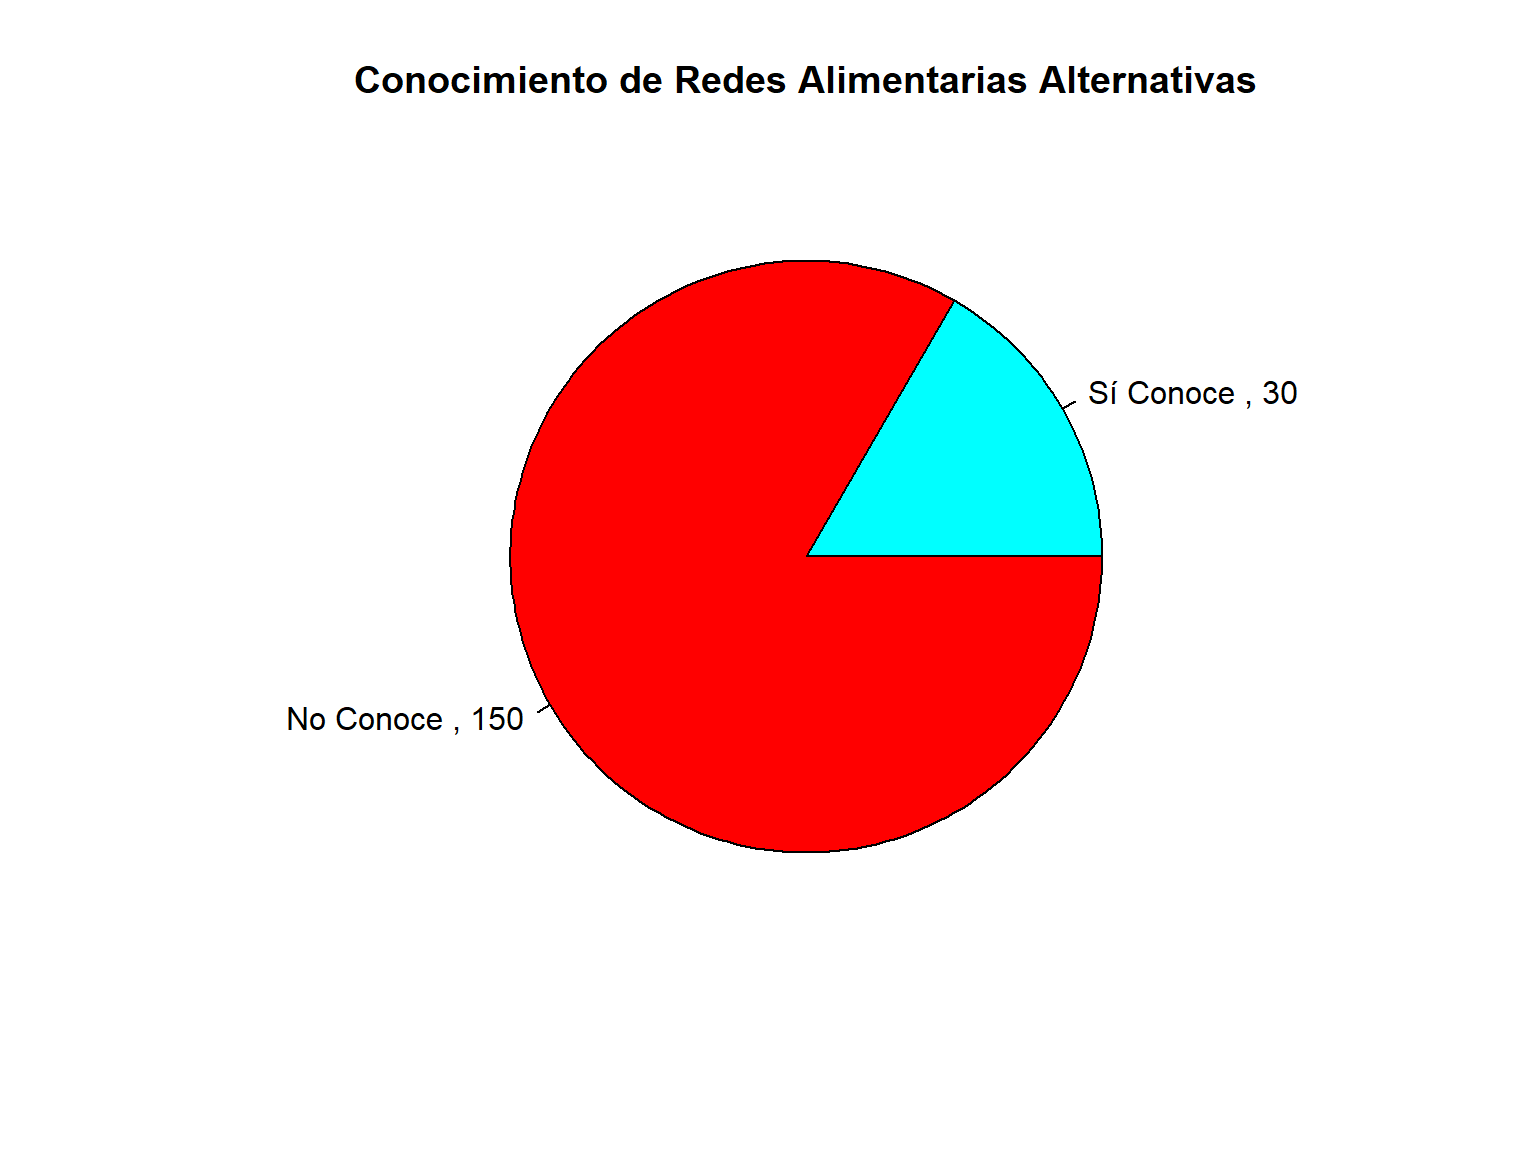 Conocimiento de Redes Alimentarias Alternativas
Sí Conoce , 30
No Conoce , 150